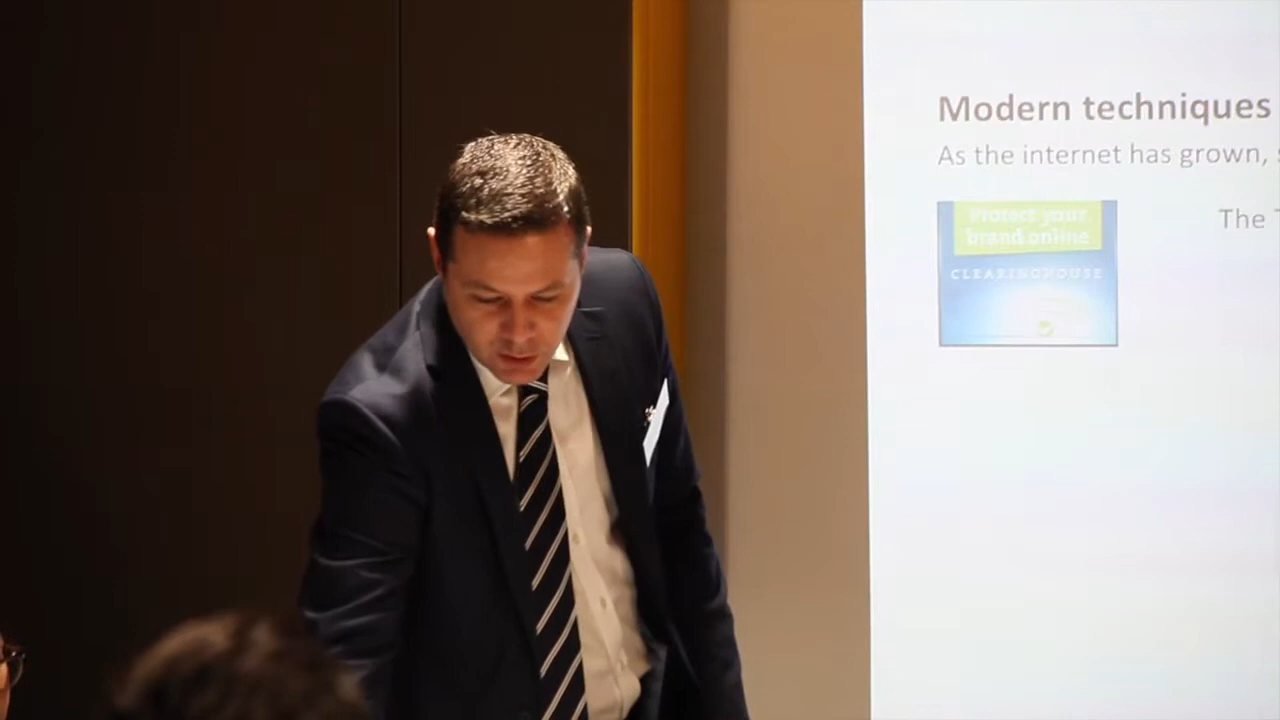 Modern techniques
As the internet has grown,
Protect your
brand online
The
CLEARINGHOUSE